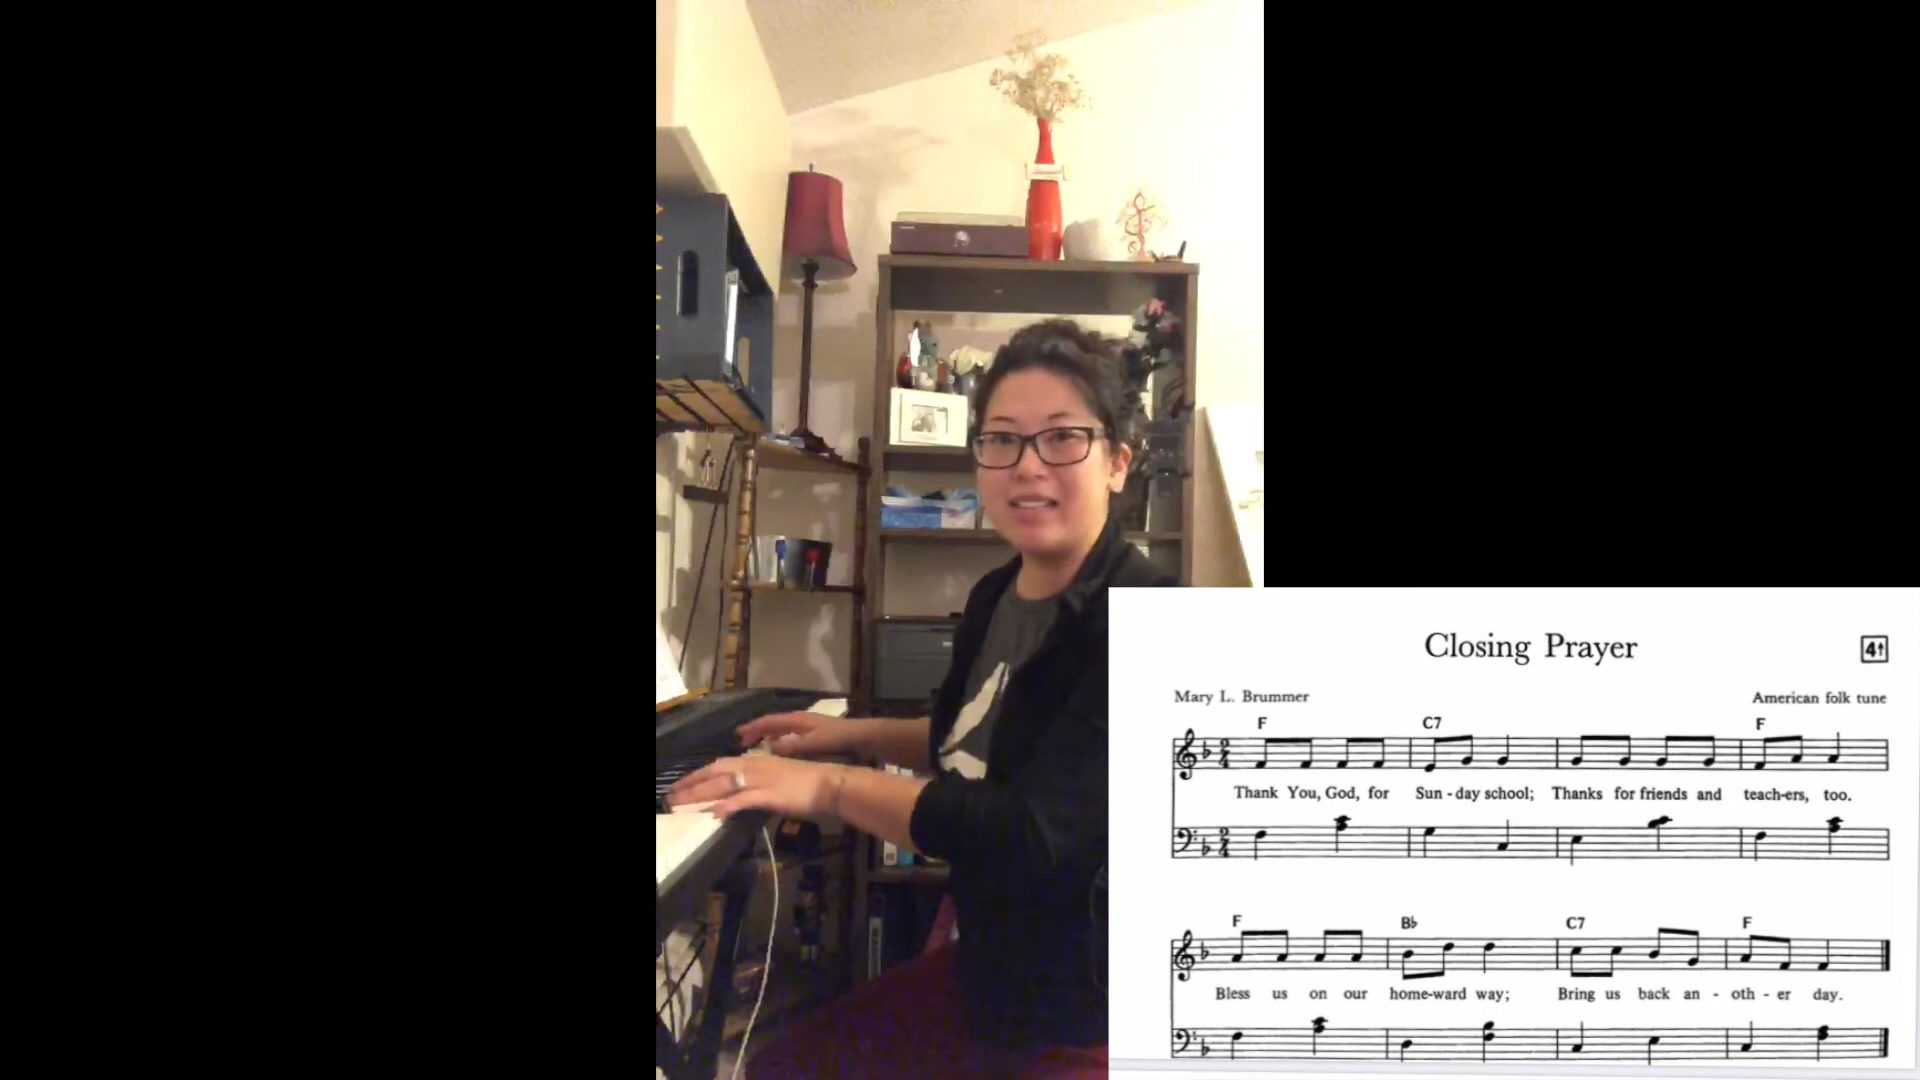 Closing Prayer
4↑
Mary L. Brummer
American folk tune
F C7 F
Thank You, God, for Sun - day school; Thanks for friends and teach-ers, too.
F B♭ C7 F
Bless us on our home-ward way; Bring us back an - oth - er day.